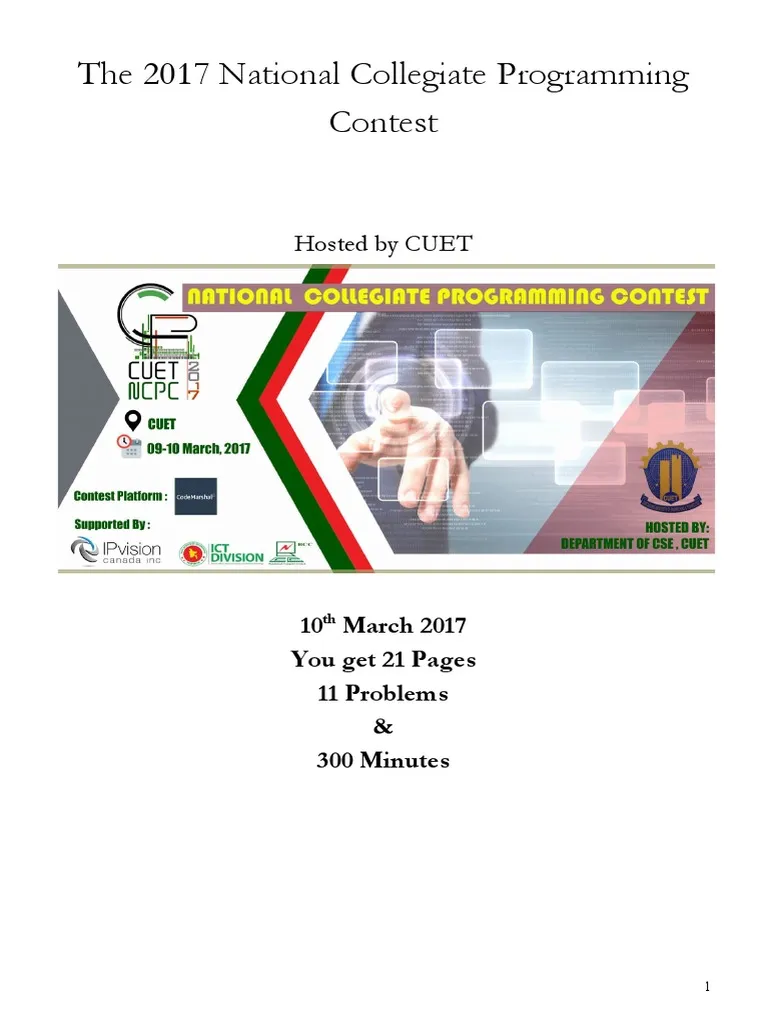 The 2017 National Collegiate Programming
Contest
Hosted by CUET
NATIONAL COLLEGIATE PROGRAMMING CONTEST
CUET
NCPC
2017
CUET
09-10 March, 2017
Contest Platform :
CodeMarshal
Supported By :
IPvision
canada inc
ICT
DIVISION
BCC
CUET
HOSTED BY:
DEPARTMENT OF CSE , CUET
10th March 2017
You get 21 Pages
11 Problems
&
300 Minutes
1